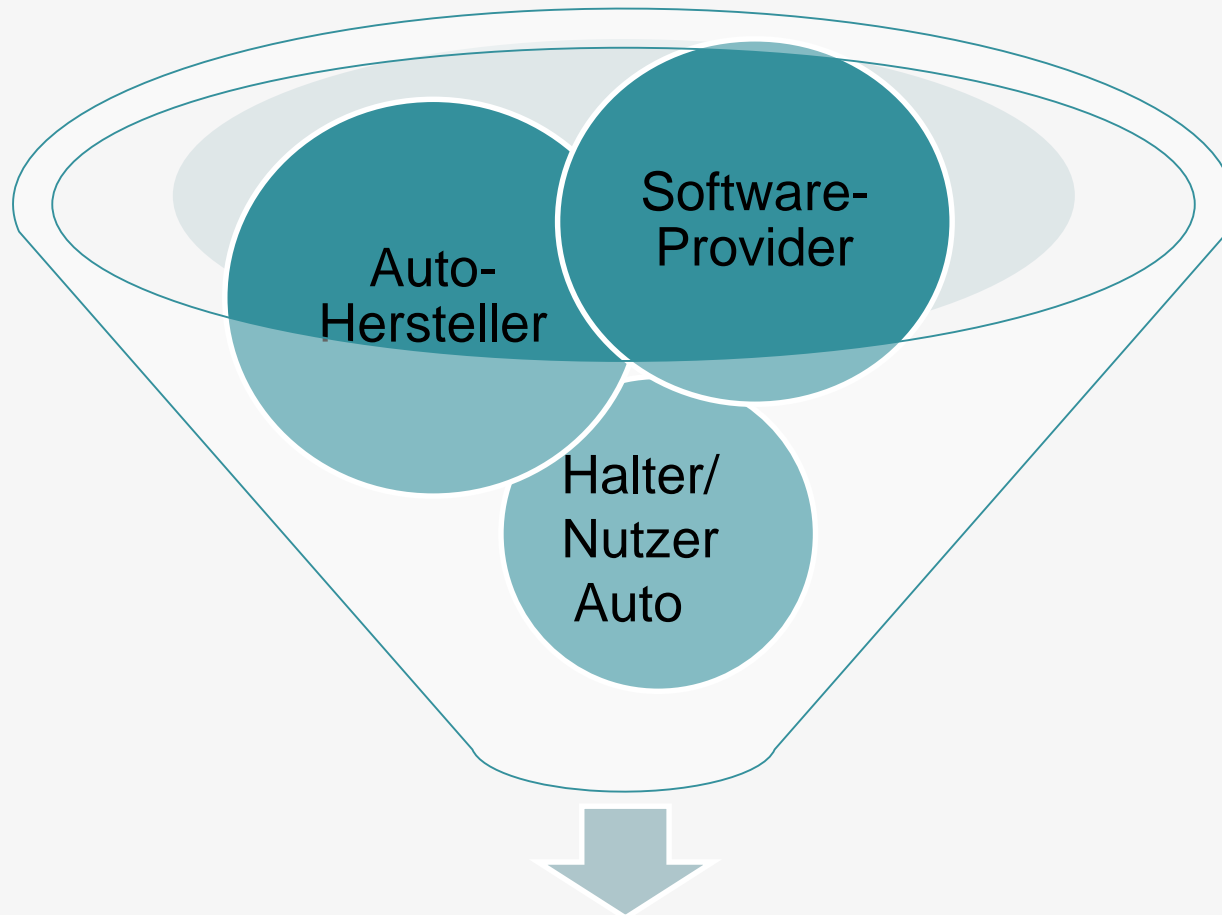 Software-
Provider
Auto-
Hersteller
Halter/
Nutzer
Auto